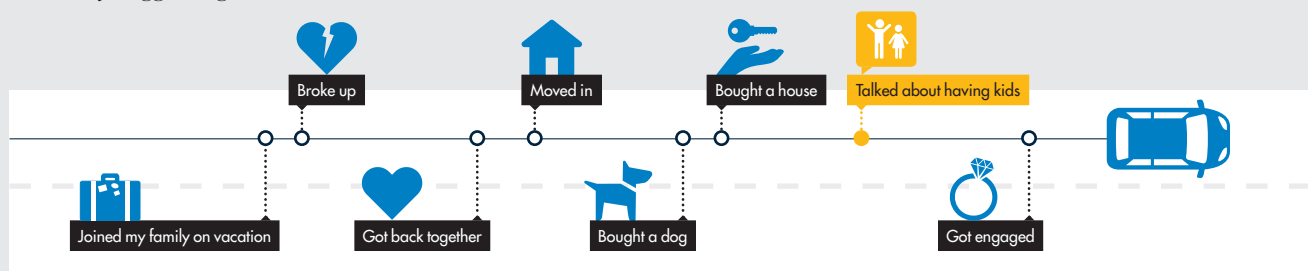 Joined my family on vacation
Broke up
Got back together
Moved in
Bought a dog
Bought a house
Talked about having kids
Got engaged